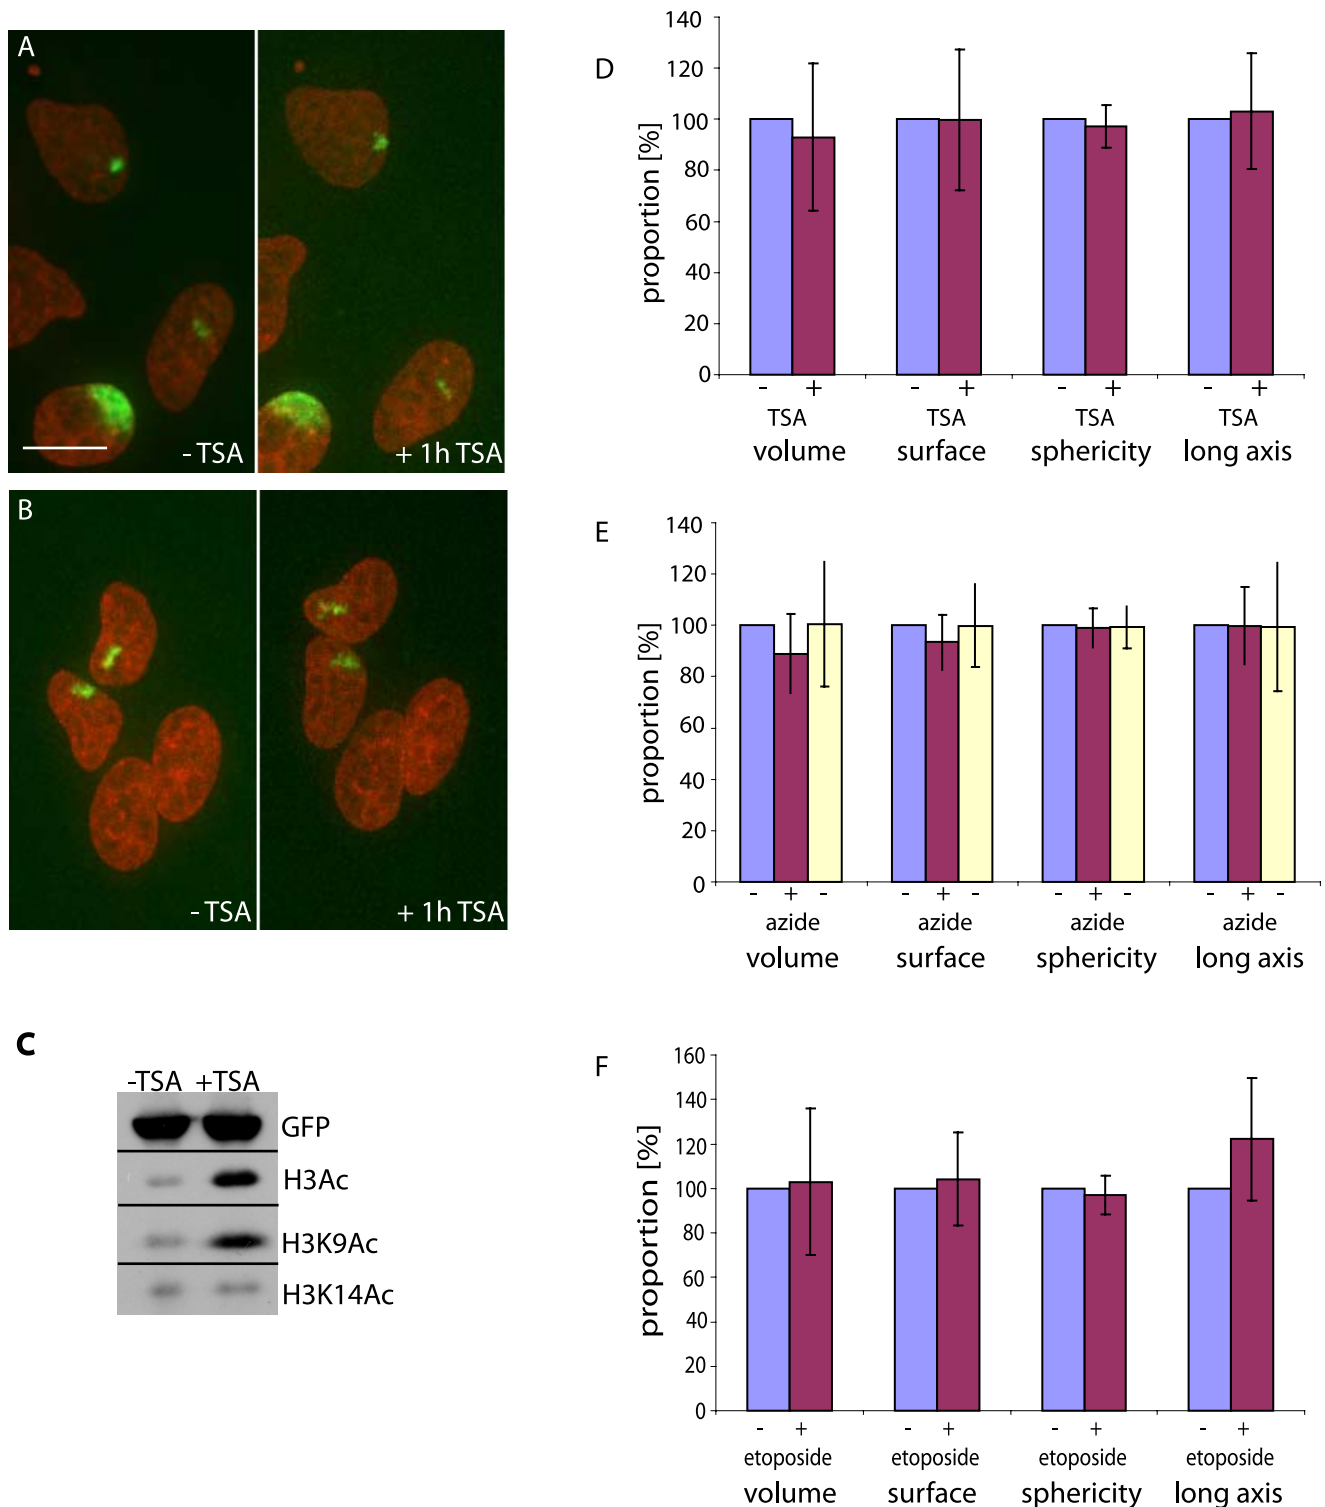 A
- TSA
+ 1h TSA
B
- TSA
+ 1h TSA
C
-TSA +TSA
GFP
H3Ac
H3K9Ac
H3K14Ac
D
proportion [%]
140
120
100
80
60
40
20
0
- + - + - + - +
TSA TSA TSA TSA
volume surface sphericity long axis
E
proportion [%]
140
120
100
80
60
40
20
0
- + - - + - - + - - + -
azide azide azide azide
volume surface sphericity long axis
F
proportion [%]
160
140
120
100
80
60
40
20
0
- + - + - + - +
etoposide etoposide etoposide etoposide
volume surface sphericity long axis